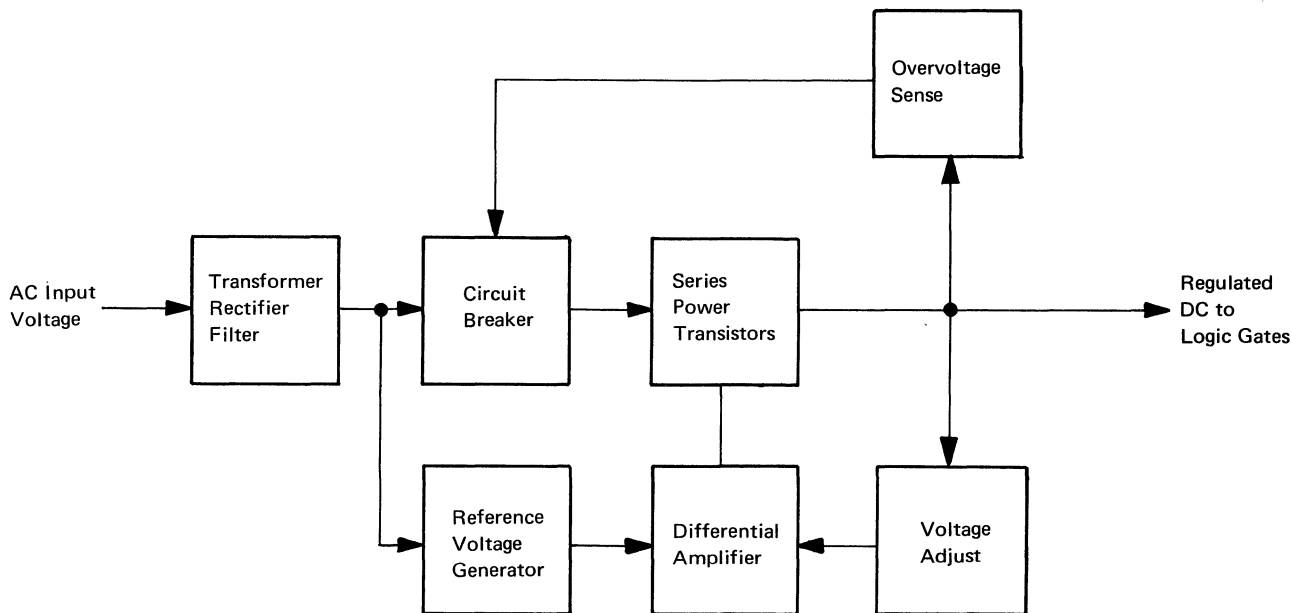 Overvoltage
Sense
AC Input
Voltage
Transformer
Rectifier
Filter
Circuit
Breaker
Series
Power
Transistors
Regulated
DC to
Logic Gates
Reference
Voltage
Generator
Differential
Amplifier
Voltage
Adjust